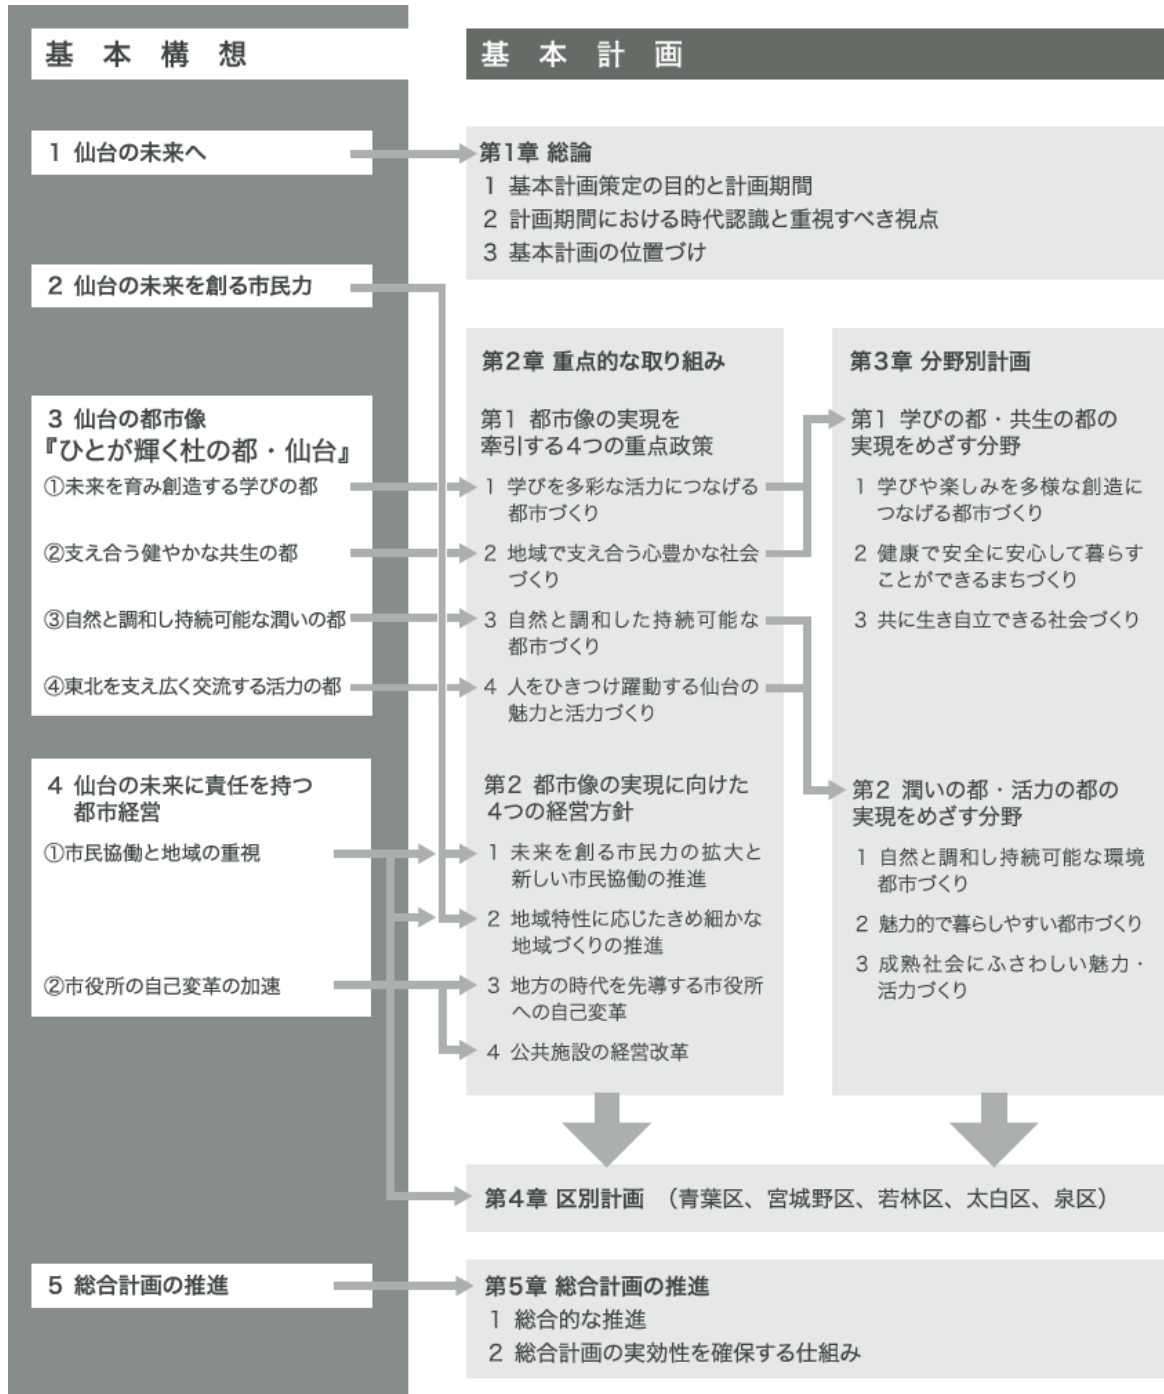 基本構想
1 仙台の未来へ
2 仙台の未来を創る市民力
3 仙台の都市像
『ひとが輝く杜の都・仙台』
①未来を育み創造する学びの都
②支え合う健やかな共生の都
③自然と調和し持続可能な潤いの都
④東北を支え広く交流する活力の都
4 仙台の未来に責任を持つ
都市経営
①市民協働と地域の重視
②市役所の自己変革の加速
5 総合計画の推進
基本計画
第1章 総論
1 基本計画策定の目的と計画期間
2 計画期間における時代認識と重視すべき視点
3 基本計画の位置づけ
第2章 重点的な取り組み
第1 都市像の実現を
牽引する4つの重点政策
1 学びを多彩な活力につなげる
都市づくり
2 地域で支え合う心豊かな社会
づくり
3 自然と調和した持続可能な
都市づくり
4 人をひきつけ躍動する仙台の
魅力と活力づくり
第2 都市像の実現に向けた
4つの経営方針
1 未来を創る市民力の拡大と
新しい市民協働の推進
2 地域特性に応じたきめ細かな
地域づくりの推進
3 地方の時代を先導する市役所
への自己変革
4 公共施設の経営改革
第3章 分野別計画
第1 学びの都・共生の都の
実現をめざす分野
1 学びや楽しみを多様な創造に
つなげる都市づくり
2 健康で安全に安心して暮らす
ことができるまちづくり
3 共に生き自立できる社会づくり
第2 潤いの都・活力の都の
実現をめざす分野
1 自然と調和し持続可能な環境
都市づくり
2 魅力的で暮らしやすい都市づくり
3 成熟社会にふさわしい魅力・
活力づくり
第4章 区別計画 (青葉区、宮城野区、若林区、太白区、泉区)
第5章 総合計画の推進
1 総合的な推進
2 総合計画の実効性を確保する仕組み